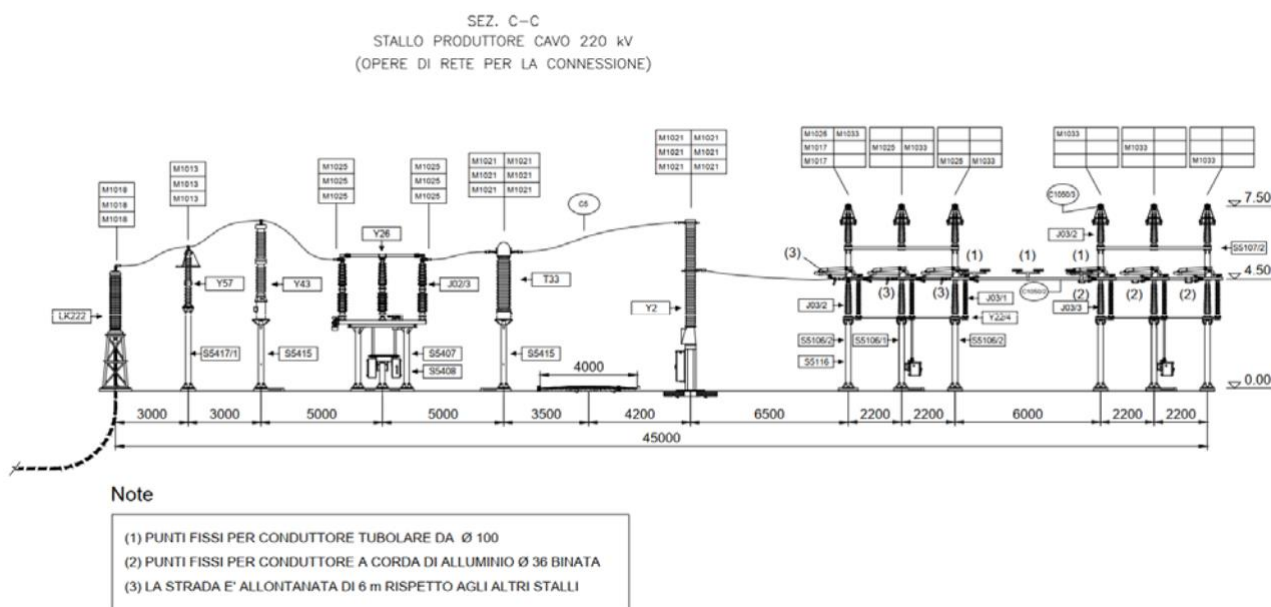 SEZ. C-C
STALLO PRODUTTORE CAVO 220 kV
(OPERE DI RETE PER LA CONNESSIONE)
M1021 M1021
M1021 M1021
M1021 M1021
M1026 M1033
M1017
M1017
M1025 M1033
M1026 M1033
M1033
M1033
M1033
M1021 M1021
M1021 M1021
M1021 M1021
M1013
M1013
M1013
M1025
M1025
M1025
M1025
M1025
M1025
M1018
M1018
M1018
C6
C1050/3
7.50
Y26
J03/2
S5107/2
(3)
(1)
(1)
(1)
4.50
Y57
Y43
J02/3
T33
Y2
(3)
(3)
C1050/2
(2)
(2)
(2)
J03/2
J03/1
J03/3
LK222
Y22/4
S5417/1
S5415
S5407
S5408
S5415
S5106/2
S5106/1
S5106/2
S5116
4000
0.00
3000
3000
5000
5000
3500
4200
6500
2200
2200
6000
2200
2200
45000
Note
(1) PUNTI FISSI PER CONDUTTORE TUBOLARE DA Ø 100
(2) PUNTI FISSI PER CONDUTTORE A CORDA DI ALLUMINIO Ø 36 BINATA
(3) LA STRADA E' ALLONTANATA DI 6 m RISPETTO AGLI ALTRI STALLI